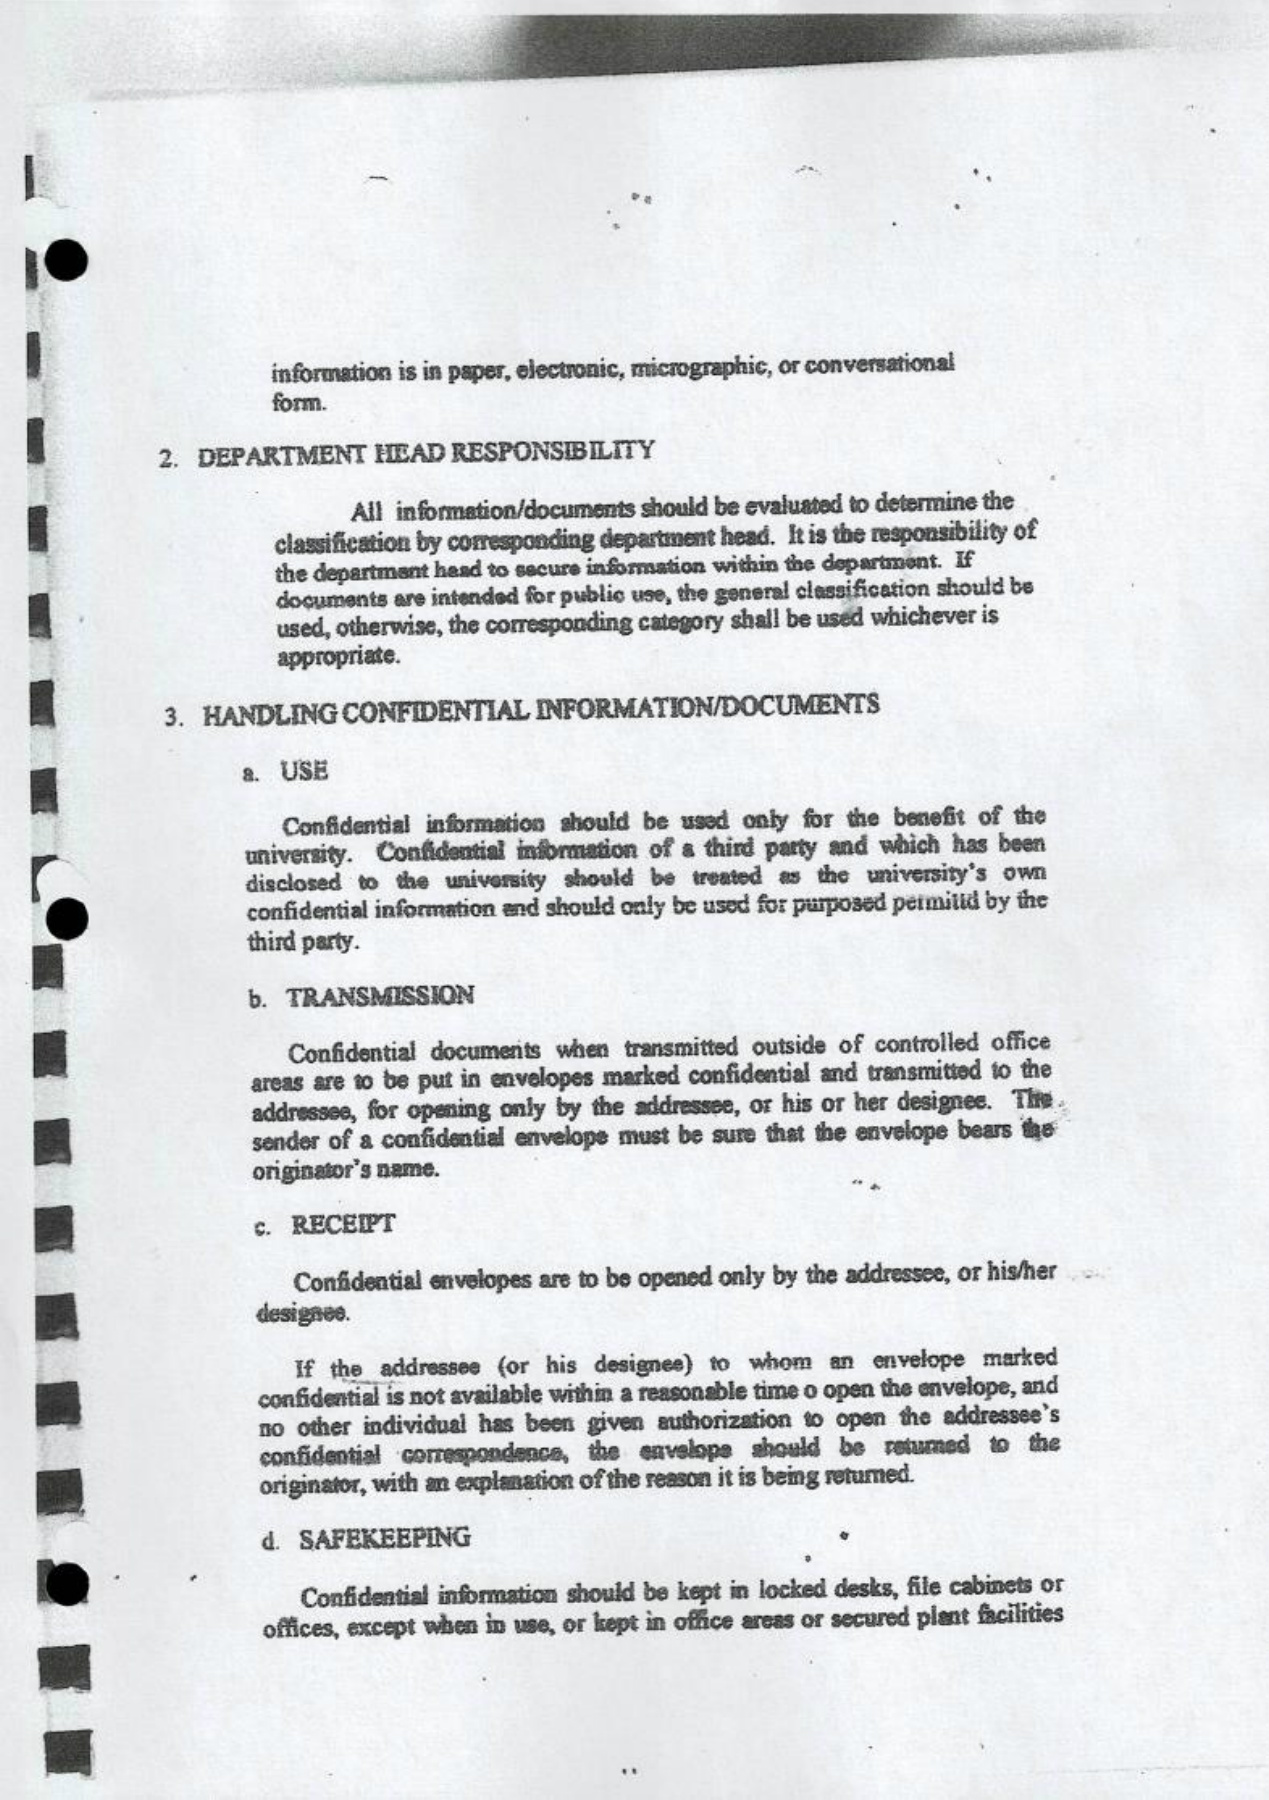 information is in paper, electronic, micrographic, or conversational
form.
2. DEPARTMENT HEAD RESPONSIBILITY
All information/documents should be evaluated to determine the
classification by corresponding department head. It is the responsibility of
the department head to secure information within the department. If
documents are intended for public use, the general classification should be
used, otherwise, the corresponding category shall be used whichever is
appropriate.
3. HANDLING CONFIDENTIAL INFORMATION/DOCUMENTS
a. USE
Confidential information should be used only for the benefit of the
university. Confidential information of a third party and which has been
disclosed to the university should be treated as the university's own
confidential information and should only be used for purposed permitid by the
third party.
b. TRANSMISSION
Confidential documents when transmitted outside of controlled office
areas are to be put in envelopes marked confidential and transmitted to the
addressee, for opening only by the addressee, or his or her designee. The
sender of a confidential envelope must be sure that the envelope bears the
originator's name.
c. RECEIPT
Confidential envelopes are to be opened only by the addressee, or his/her
designee.
If the addressee (or his designee) to whom an envelope marked
confidential is not available within a reasonable time o open the envelope, and
no other individual has been given authorization to open the addressee's
confidential correspondence, the envelope should be returned to the
originator, with an explanation of the reason it is being returned.
d. SAFEKEEPING
Confidential information should be kept in locked desks, file cabinets or
offices, except when in use, or kept in office areas or secured plant facilities